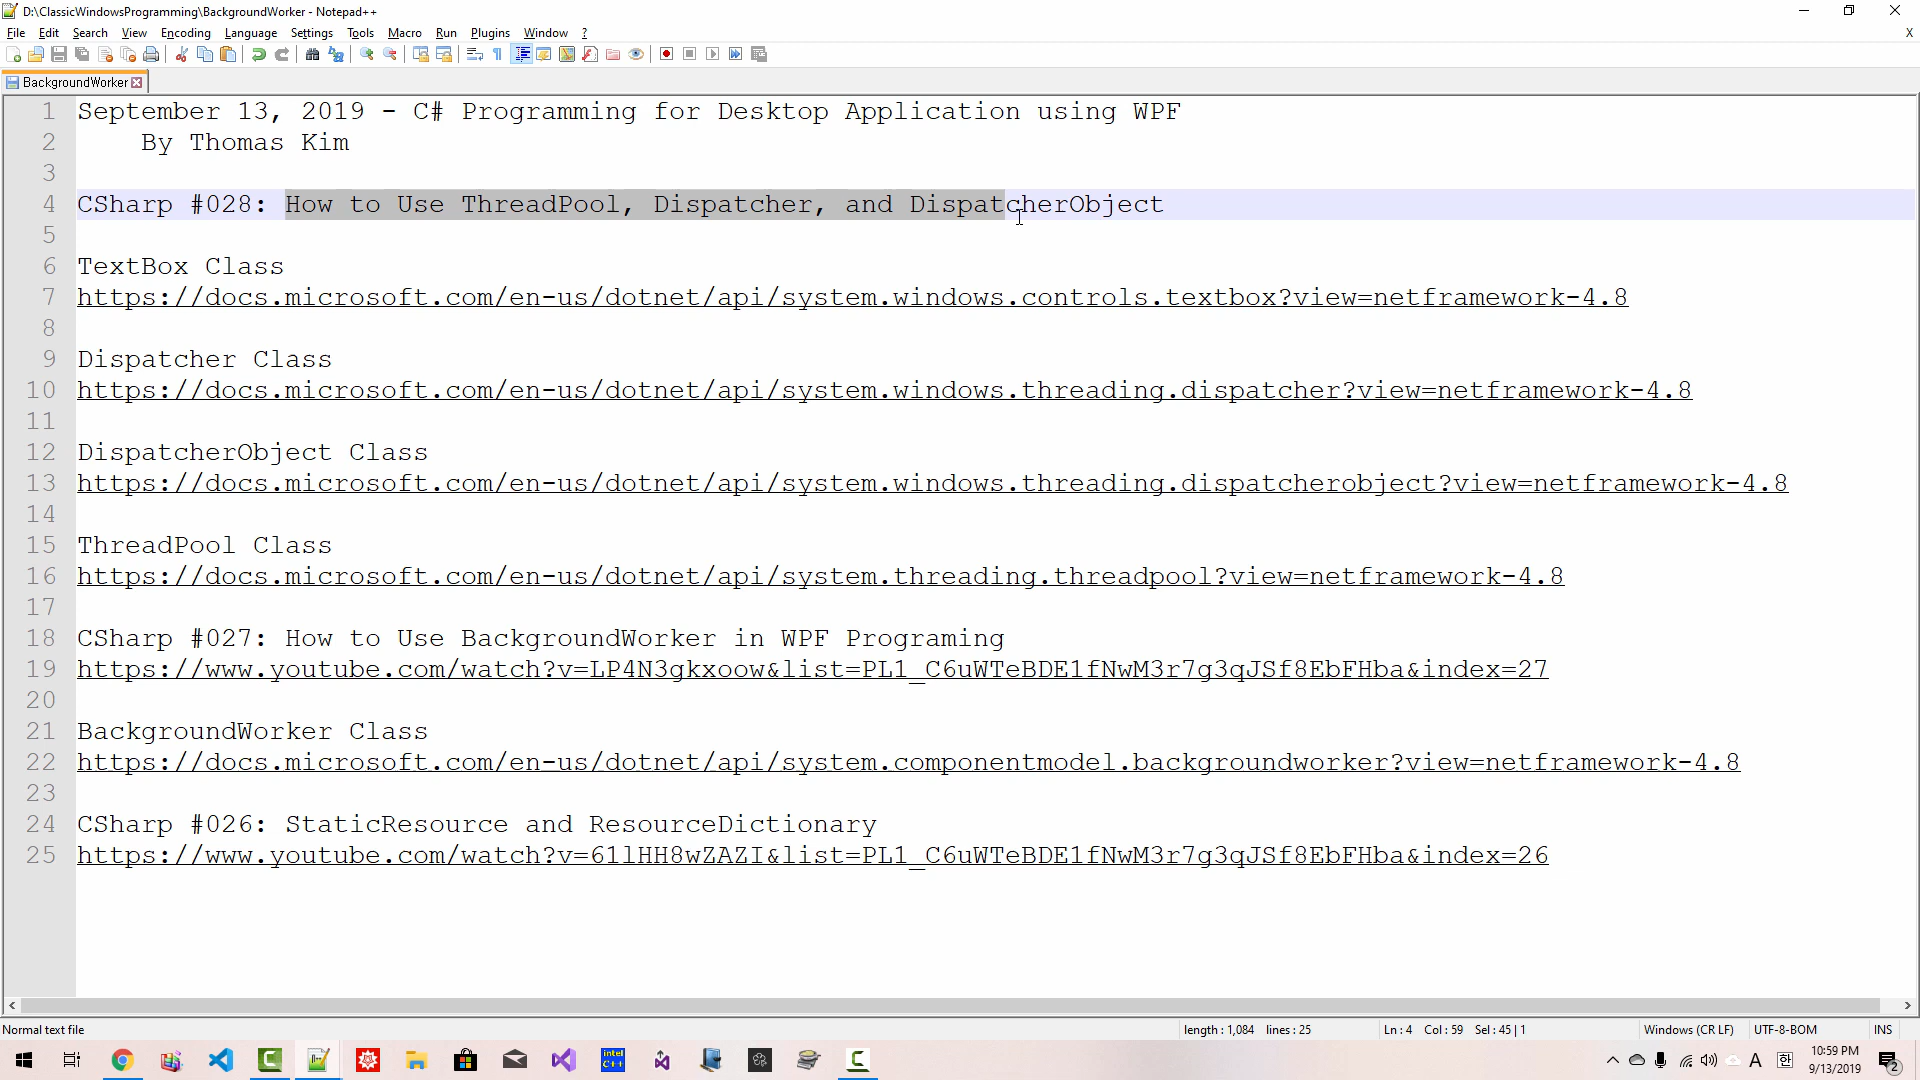 D:\ClassicWindowsProgramming\BackgroundWorker - Notepad++
File Edit Search View Encoding Language Settings Tools Macro Run Plugins Window ? X
BackgroundWorker
1 September 13, 2019 - C# Programming for Desktop Application using WPF
2 By Thomas Kim
3
4 CSharp #028: How to Use ThreadPool, Dispatcher, and DispatcherObject
5
6 TextBox Class
7 https://docs.microsoft.com/en-us/dotnet/api/system.windows.controls.textbox?view=netframework-4.8
8
9 Dispatcher Class
10 https://docs.microsoft.com/en-us/dotnet/api/system.windows.threading.dispatcher?view=netframework-4.8
11
12 DispatcherObject Class
13 https://docs.microsoft.com/en-us/dotnet/api/system.windows.threading.dispatcherobject?view=netframework-4.8
14
15 ThreadPool Class
16 https://docs.microsoft.com/en-us/dotnet/api/system.threading.threadpool?view=netframework-4.8
17
18 CSharp #027: How to Use BackgroundWorker in WPF Programing
19 https://www.youtube.com/watch?v=LP4N3gkxoow&list=PL1_C6uWTeBDE1fNwM3r7g3qJSf8EbFHba&index=27
20
21 BackgroundWorker Class
22 https://docs.microsoft.com/en-us/dotnet/api/system.componentmodel.backgroundworker?view=netframework-4.8
23
24 CSharp #026: StaticResource and ResourceDictionary
25 https://www.youtube.com/watch?v=61lHH8wZAZI&list=PL1_C6uWTeBDE1fNwM3r7g3qJSf8EbFHba&index=26
Normal text file length : 1,084 lines : 25 Ln : 4 Col : 59 Sel : 45 | 1 Windows (CR LF) UTF-8-BOM INS
intel C++ A 한 10:59 PM 2
9/13/2019